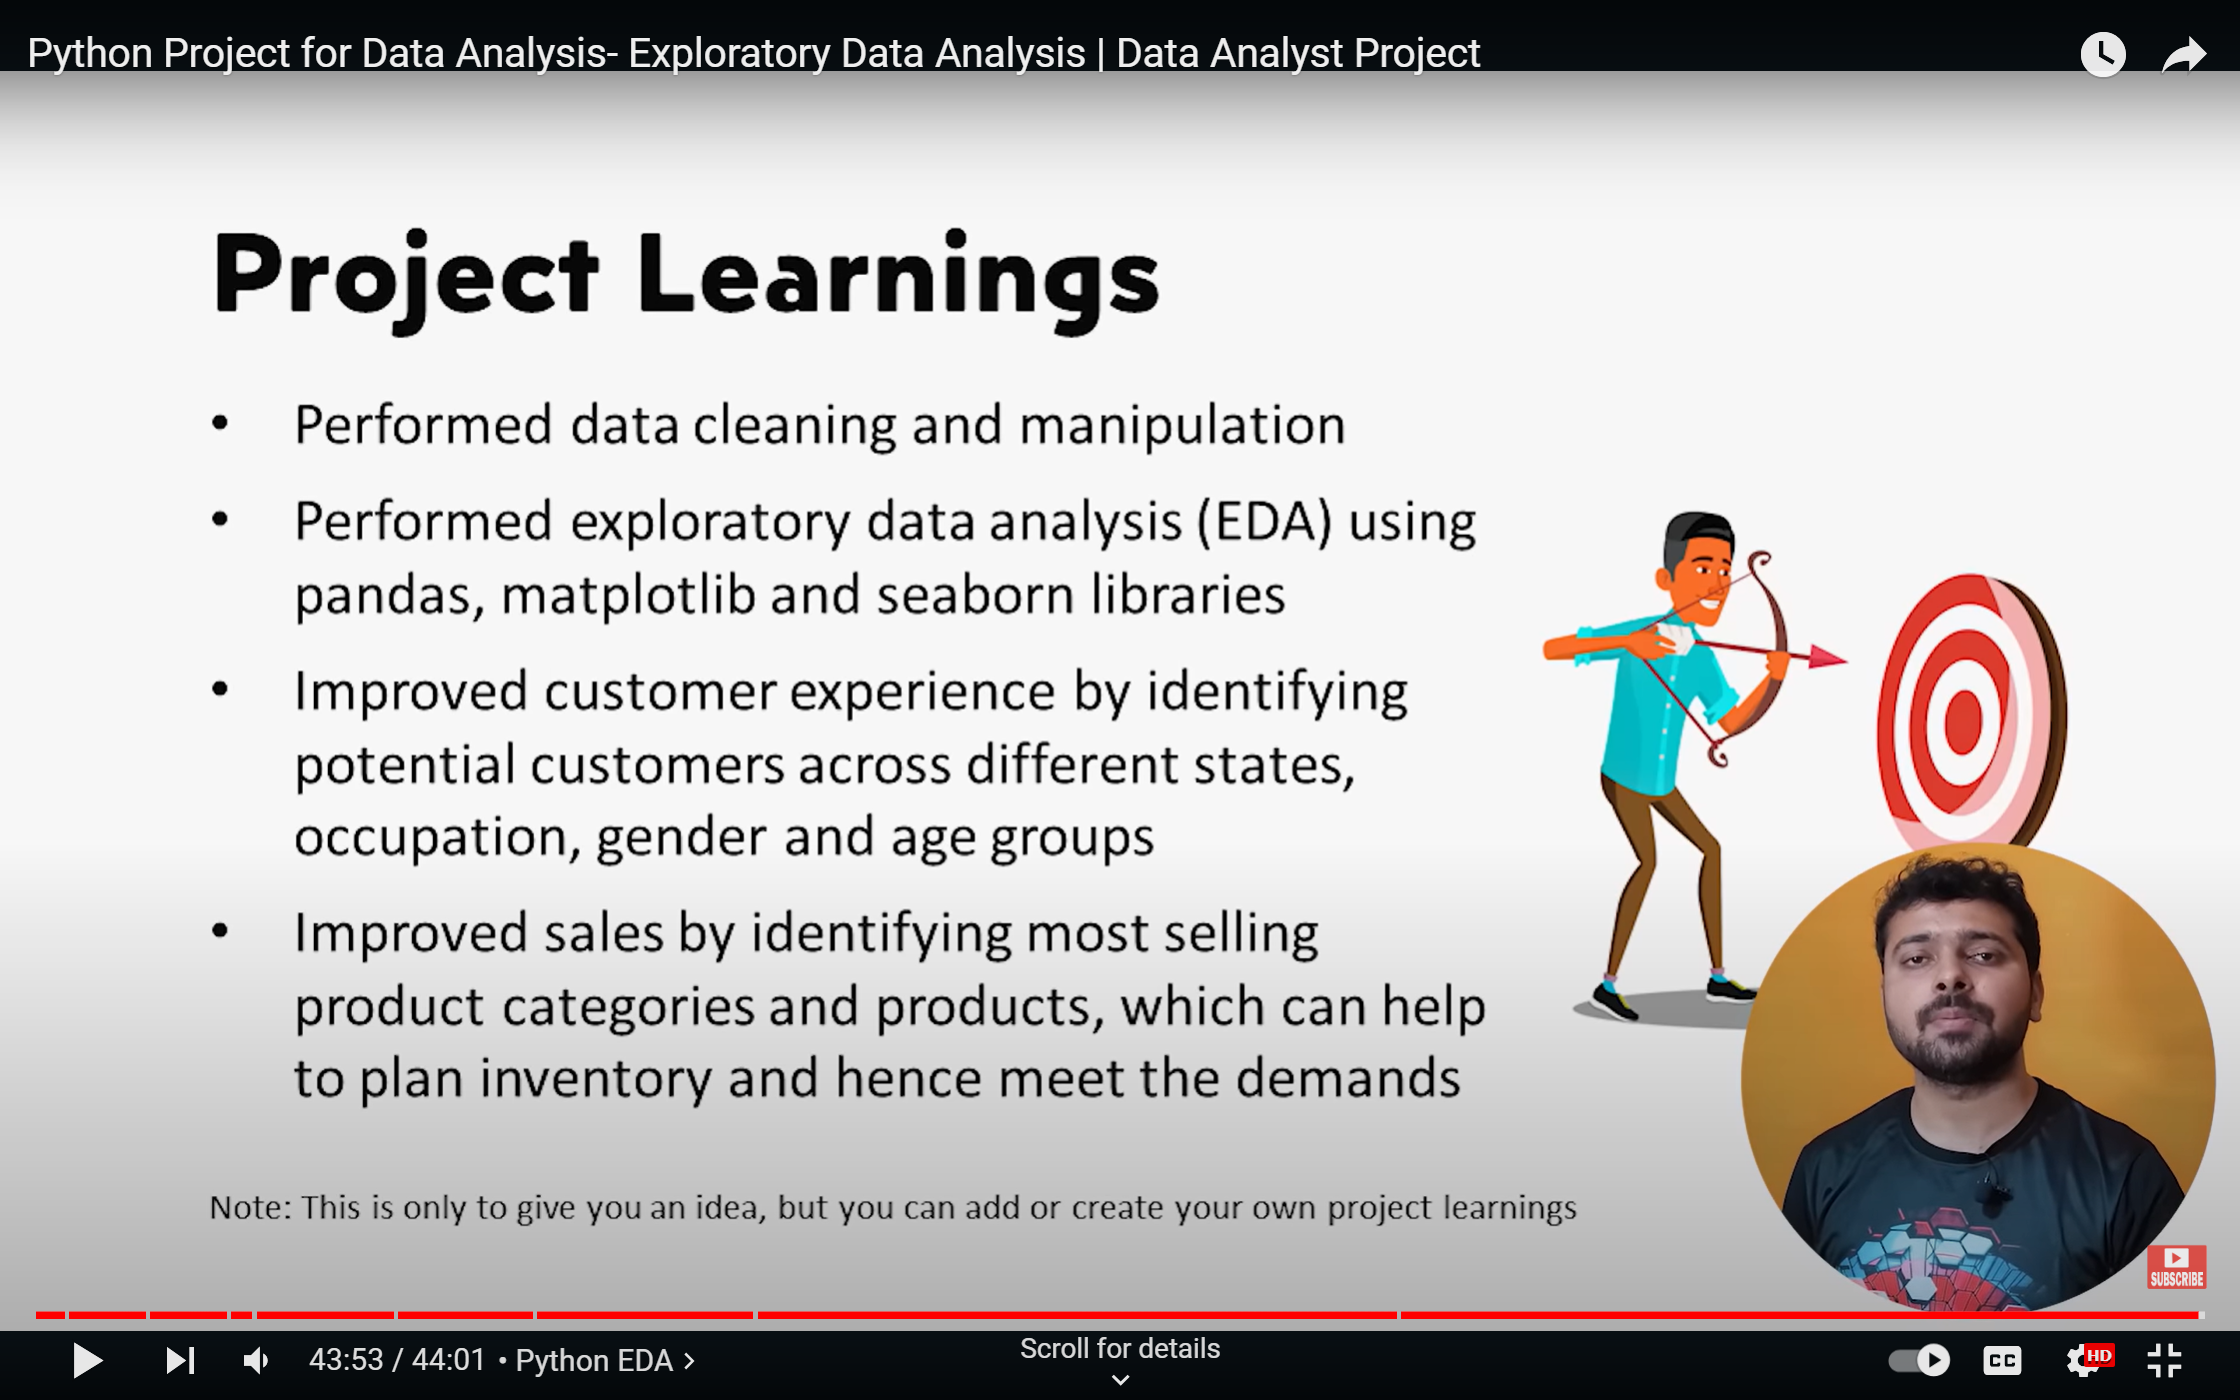 Python Project for Data Analysis- Exploratory Data Analysis | Data Analyst Project
Project Learnings
• Performed data cleaning and manipulation
• Performed exploratory data analysis (EDA) using
pandas, matplotlib and seaborn libraries
• Improved customer experience by identifying
potential customers across different states,
occupation, gender and age groups
• Improved sales by identifying most selling
product categories and products, which can help
to plan inventory and hence meet the demands
Note: This is only to give you an idea, but you can add or create your own project learnings
SUBSCRIBE
43:53 / 44:01 • Python EDA >
Scroll for details
CC
HD